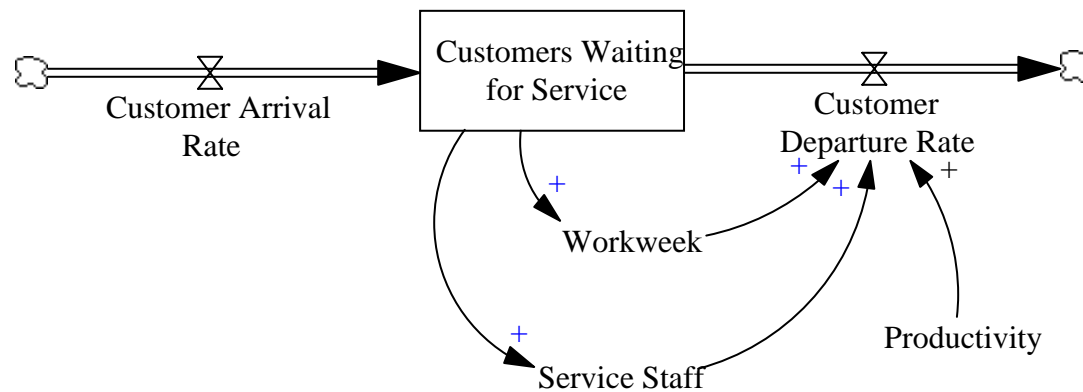 Customers Waiting
for Service
Customer Arrival
Rate
Customer
Departure Rate
+
+
+
+
Workweek
+
Productivity
Service Staff